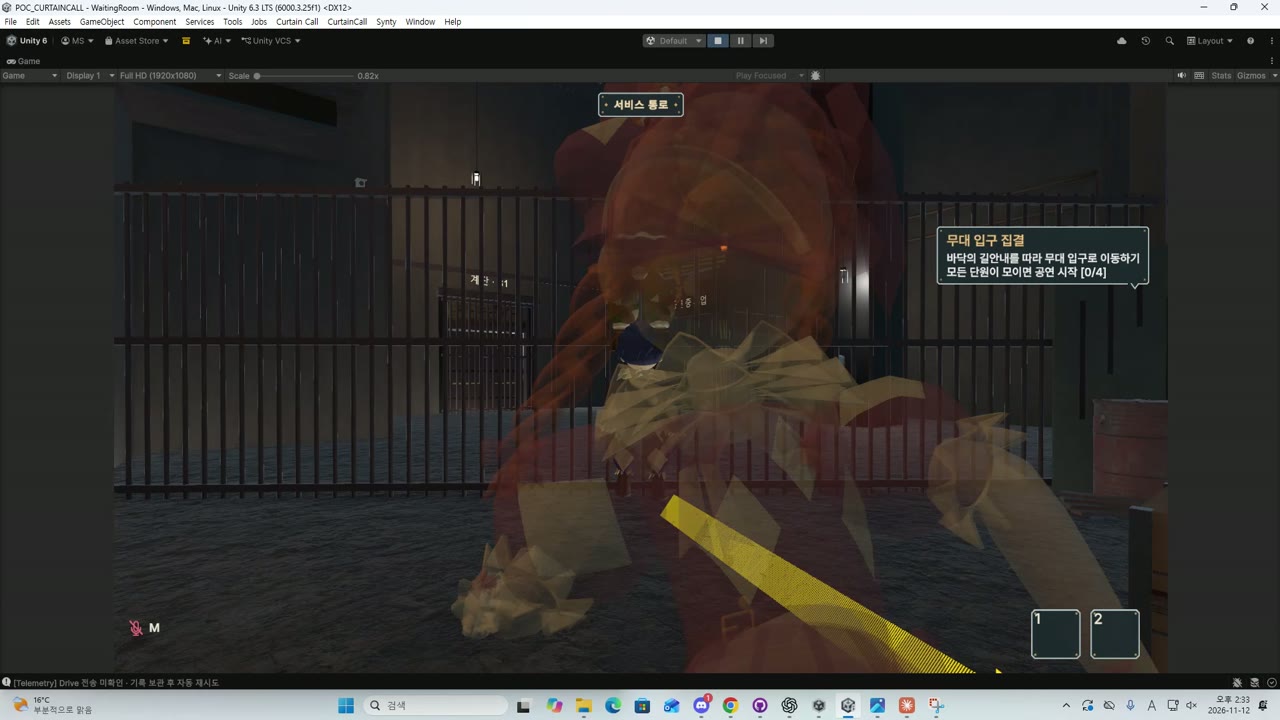 POC_CURTAINCALL - WaitingRoom - Windows, Mac, Linux - Unity 6.3 LTS (6000.3.25f1) <DX12>
File Edit Assets GameObject Component Services Tools Jobs Curtain Call CurtainCall Synty Window Help
Unity 6 MS Asset Store AI Unity VCS Default Layout
Game
Game Display 1 Full HD (1920x1080) Scale 0.82x Play Focused Stats Gizmos
서비스 통로
무대 입구 집결
바닥의 길안내를 따라 무대 입구로 이동하기
모든 단원이 모이면 공연 시작 [0/4]
M
1 2
[Telemetry] Drive 전송 미확인 · 기록 보관 후 자동 재시도
16°C
부분적으로 맑음
검색
1
A
오후 2:33
2026-11-12